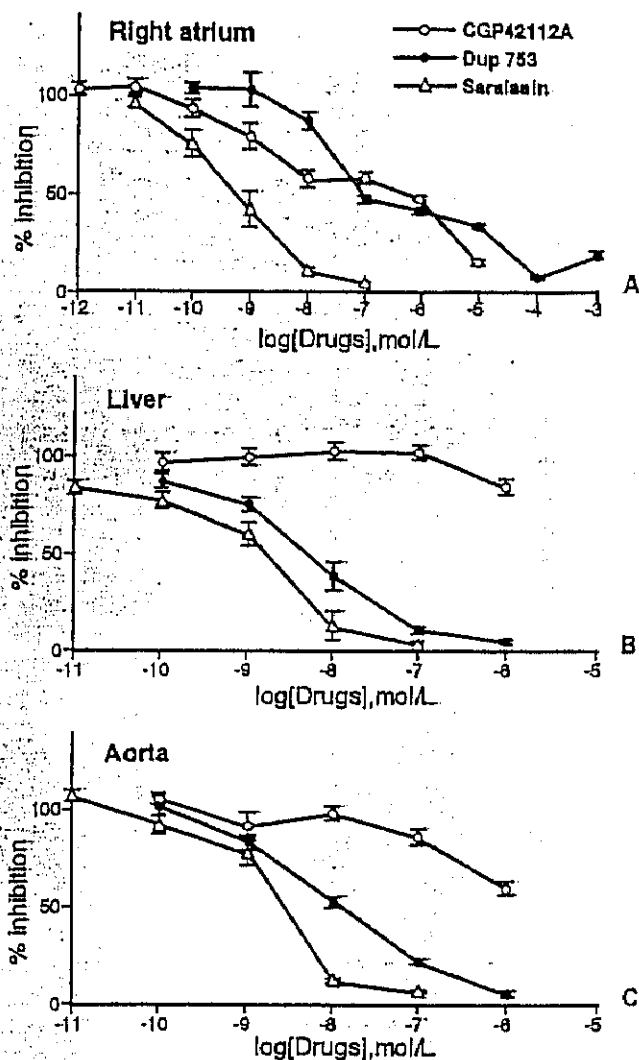 Right atrium
CGP42112A
Dup 753
Saralasin
100
50
0
% Inhibition
-12 -11 -10 -9 -8 -7 -6 -5 -4 -3
A
log[Drugs],mol/L
Liver
100
50
0
% Inhibition
-11 -10 -9 -8 -7 -6 -5
B
log[Drugs],mol/L
Aorta
100
50
0
% Inhibition
-11 -10 -9 -8 -7 -6 -5
C
log[Drugs],mol/L